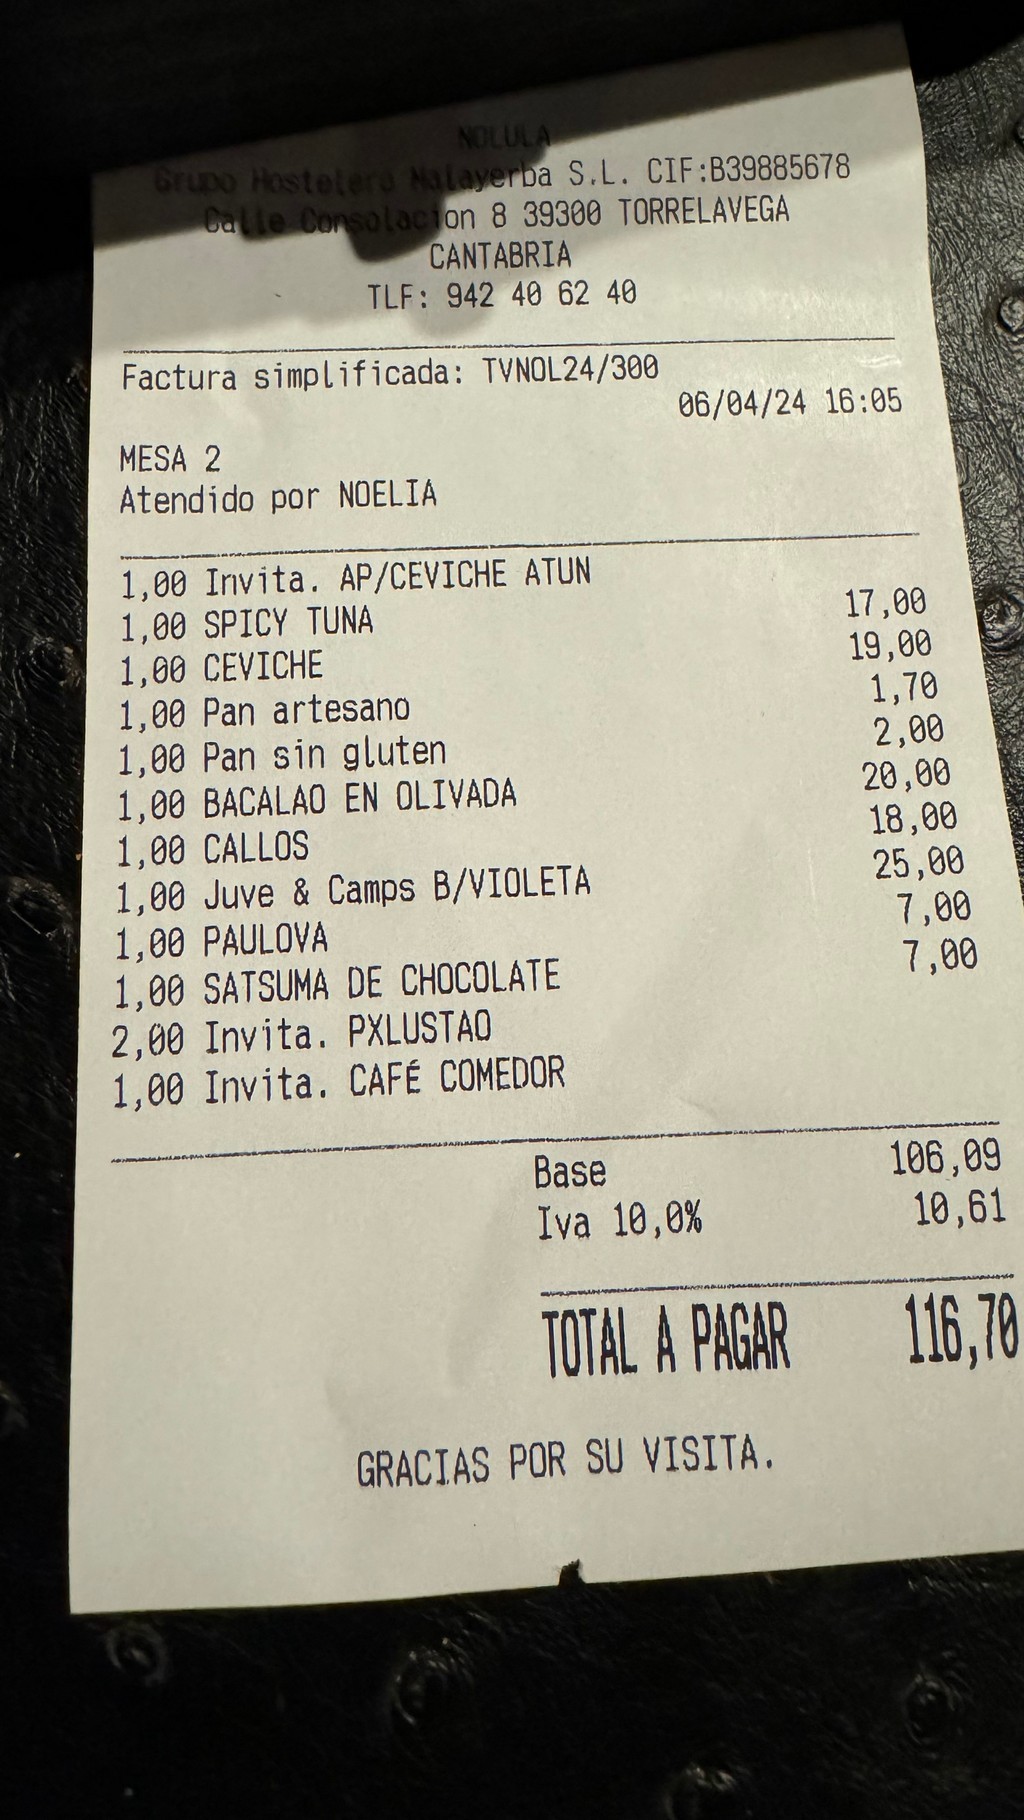 NOLULA
Grupo Hostelero Malayerba S.L. CIF:B39885678
Calle Consolacion 8 39300 TORRELAVEGA
CANTABRIA
TLF: 942 40 62 40
Factura simplificada: TVNOL24/300
06/04/24 16:05
MESA 2
Atendido por NOELIA
1,00 Invita. AP/CEVICHE ATUN
1,00 SPICY TUNA 17,00
1,00 CEVICHE 19,00
1,00 Pan artesano 1,70
1,00 Pan sin gluten 2,00
1,00 BACALAO EN OLIVADA 20,00
1,00 CALLOS 18,00
1,00 Juve & Camps B/VIOLETA 25,00
1,00 PAULOVA 7,00
1,00 SATSUMA DE CHOCOLATE 7,00
2,00 Invita. PXLUSTAO
1,00 Invita. CAFÉ COMEDOR
Base 106,09
Iva 10,0% 10,61
TOTAL A PAGAR 116,70
GRACIAS POR SU VISITA.